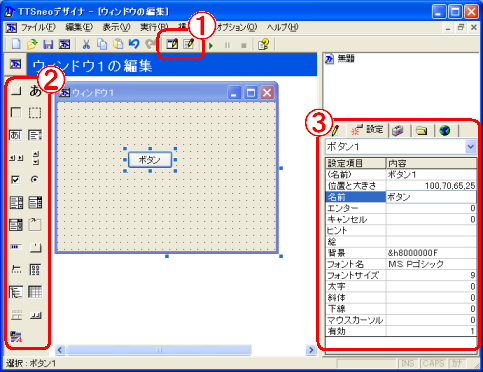 TTSneoデザイナ - [ウィンドウの編集]
ファイル(F) 編集(E) 表示(V) 実行(R) オプション(O) ヘルプ(H)
①
ウィンドウ1の編集
無題
②
あ
ウィンドウ1
ボタン
③
設定
ボタン1
設定項目 内容
(名前) ボタン1
位置と大きさ 100,70,65,25
名前 ボタン
エンター 0
キャンセル 0
ヒント
絵
背景 &h8000000F
フォント名 MS Pゴシック
フォントサイズ 9
太字 0
斜体 0
下線 0
マウスカーソル 0
有効 1
選択:ボタン1
INS CAPS